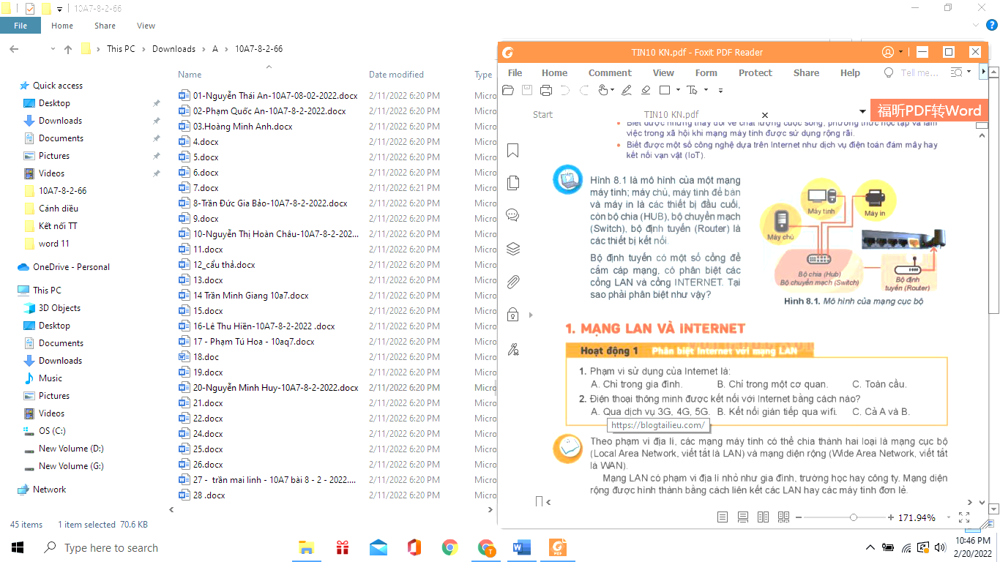 10A7-8-2-66
File Home Share View
This PC Downloads A 10A7-8-2-66
Quick access
Desktop
Downloads
Documents
Pictures
Videos
10A7-8-2-66
Cánh diều
Kết nối TT
word 11
OneDrive - Personal
This PC
3D Objects
Desktop
Documents
Downloads
Music
Pictures
Videos
OS (C:)
New Volume (D:)
New Volume (G:)
Network
Name Date modified Type
01-Nguyễn Thái An-10A7-08-02-2022.docx 2/11/2022 6:20 PM Micro
02-Phạm Quốc An-10A7-8-2-2022.docx 2/11/2022 6:20 PM Micro
03.Hoàng Minh Anh.docx 2/11/2022 6:20 PM Micro
4.docx 2/11/2022 6:20 PM Micro
5.docx 2/11/2022 6:20 PM Micro
6.docx 2/11/2022 6:20 PM Micro
7.docx 2/11/2022 6:21 PM Micro
8-Trần Đức Gia Bảo-10A7-8-2-2022.docx 2/11/2022 6:20 PM Micro
9.docx 2/11/2022 6:20 PM Micro
10-Nguyễn Thị Hoàn Châu-10A7-8-2-202... 2/11/2022 6:20 PM Micro
11.docx 2/11/2022 6:20 PM Micro
12_cẩu thả.docx 2/11/2022 6:20 PM Micro
13.docx 2/11/2022 6:20 PM Micro
14 Trần Minh Giang 10a7.docx 2/11/2022 6:20 PM Micro
15.docx 2/11/2022 6:20 PM Micro
16-Lê Thu Hiền-10A7-8-2-2022 .docx 2/11/2022 6:20 PM Micro
17 - Phạm Tú Hoa - 10aq7.docx 2/11/2022 6:20 PM Micro
18.doc 2/11/2022 6:20 PM Micro
19.docx 2/11/2022 6:20 PM Micro
20-Nguyễn Minh Huy-10A7-8-2-2022.docx 2/11/2022 6:20 PM Micro
21.docx 2/11/2022 6:20 PM Micro
22.docx 2/11/2022 6:20 PM Micro
24.docx 2/11/2022 6:20 PM Micro
25.docx 2/11/2022 6:20 PM Micro
26.docx 2/11/2022 6:20 PM Micro
27 - trần mai linh - 10A7 bài 8 - 2 - 2022.... 2/11/2022 6:20 PM Micro
28 .docx 2/11/2022 6:20 PM Micro
45 items 1 item selected 70.6 KB
TIN10 KN.pdf - Foxit PDF Reader
File Home Comment View Form Protect Share Help Tell me...
Start TIN10 KN.pdf 福昕PDF转Word
• Biết được những thay đổi về chất lượng cuộc sống, phương thức học tập và làm
việc trong xã hội khi mạng máy tính được sử dụng rộng rãi.
• Biết được một số công nghệ dựa trên Internet như dịch vụ điện toán đám mây hay
kết nối vạn vật (IoT).
Hình 8.1 là mô hình của một mạng
máy tính; máy chủ, máy tính để bàn
và máy in là các thiết bị đầu cuối,
còn bộ chia (HUB), bộ chuyển mạch
(Switch), bộ định tuyến (Router) là
các thiết bị kết nối.
Bộ định tuyến có một số cổng để
cắm cáp mạng, có phân biệt các
cổng LAN và cổng INTERNET. Tại
sao phải phân biệt như vậy?
Máy tính
Máy in
Máy chủ
Bộ chia (Hub)
Bộ chuyển mạch (Switch)
Bộ định
tuyến (Router)
Hình 8.1. Mô hình của mạng cục bộ
1. MẠNG LAN VÀ INTERNET
Hoạt động 1 Phân biệt Internet với mạng LAN
1. Phạm vi sử dụng của Internet là:
A. Chỉ trong gia đình. B. Chỉ trong một cơ quan. C. Toàn cầu.
2. Điện thoại thông minh được kết nối với Internet bằng cách nào?
A. Qua dịch vụ 3G, 4G, 5G. B. Kết nối gián tiếp qua wifi. C. Cả A và B.
https://blogtailieu.com/
Theo phạm vi địa lí, các mạng máy tính có thể chia thành hai loại là mạng cục bộ
(Local Area Network, viết tắt là LAN) và mạng diện rộng (Wide Area Network, viết tắt
là WAN).
Mạng LAN có phạm vi địa lí nhỏ như gia đình, trường học hay công ty. Mạng diện
rộng được hình thành bằng cách liên kết các LAN hay các máy tính đơn lẻ.
171.94%
Type here to search
10:46 PM
2/20/2022